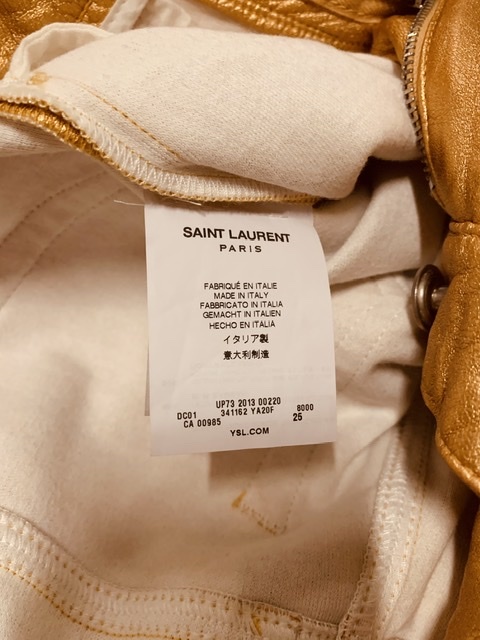 SAINT LAURENT
PARIS
FABRIQUÉ EN ITALIE
MADE IN ITALY
FABBRICATO IN ITALIA
GEMACHT IN ITALIEN
HECHO EN ITALIA
イタリア製
意大利制造
UP73 2013 00220
DC01 341162 YA20F 8000
CA 00985 25
YSL.COM